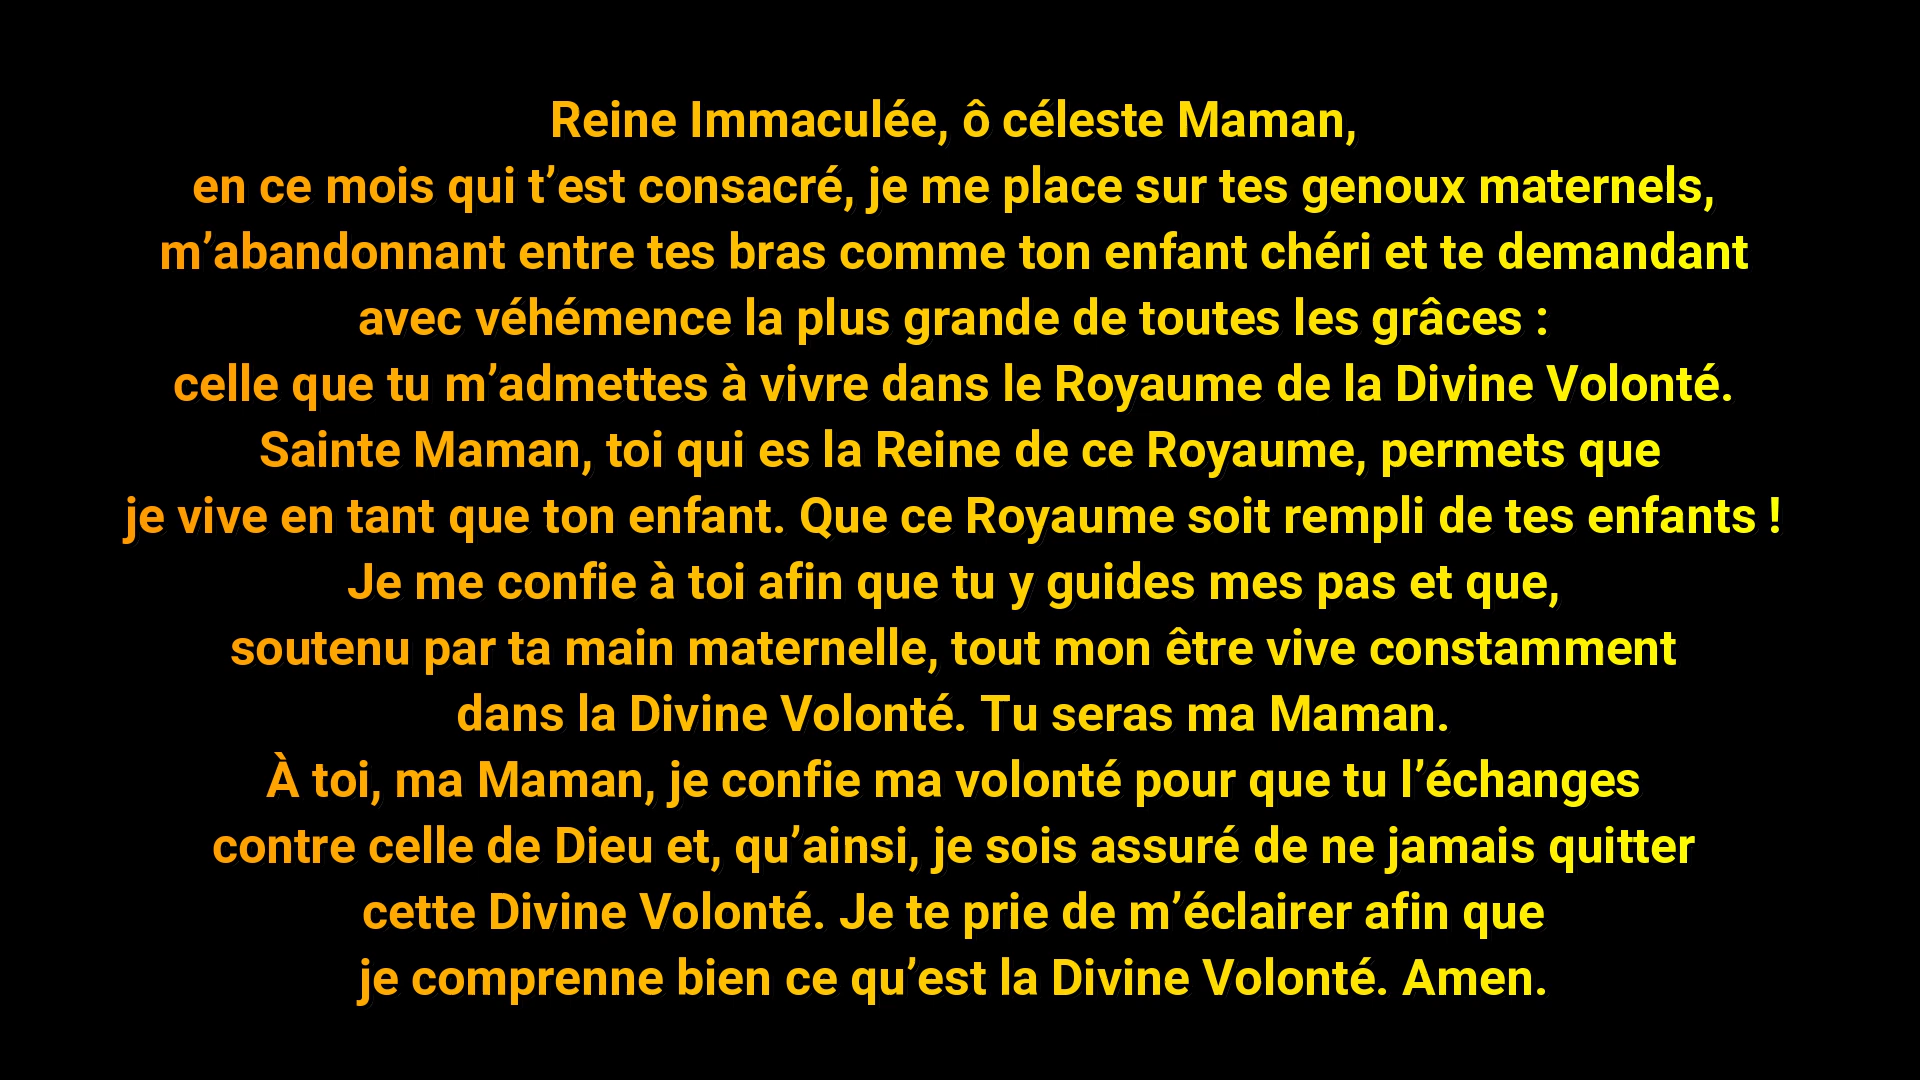 Reine Immaculée, ô céleste Maman,
en ce mois qui t’est consacré, je me place sur tes genoux maternels,
m’abandonnant entre tes bras comme ton enfant chéri et te demandant
avec véhémence la plus grande de toutes les grâces :
celle que tu m’admettes à vivre dans le Royaume de la Divine Volonté.
Sainte Maman, toi qui es la Reine de ce Royaume, permets que
je vive en tant que ton enfant. Que ce Royaume soit rempli de tes enfants !
Je me confie à toi afin que tu y guides mes pas et que,
soutenu par ta main maternelle, tout mon être vive constamment
dans la Divine Volonté. Tu seras ma Maman.
À toi, ma Maman, je confie ma volonté pour que tu l’échanges
contre celle de Dieu et, qu’ainsi, je sois assuré de ne jamais quitter
cette Divine Volonté. Je te prie de m’éclairer afin que
je comprenne bien ce qu’est la Divine Volonté. Amen.